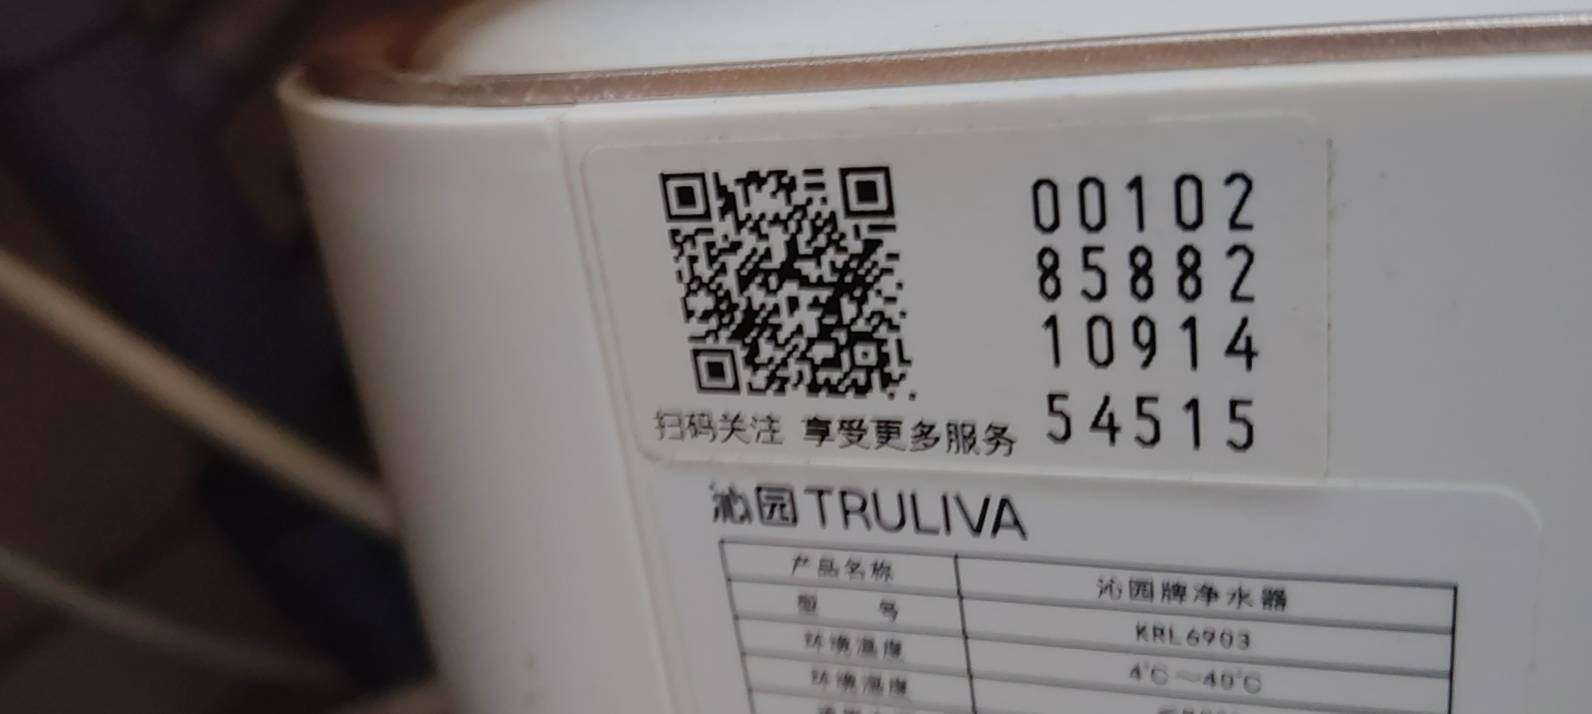 00102
85882
10914
54515
扫码关注 享受更多服务
沁园TRULIVA
产品名称 沁园牌净水器
型 号 KRL6903
环境温度 4℃～40℃